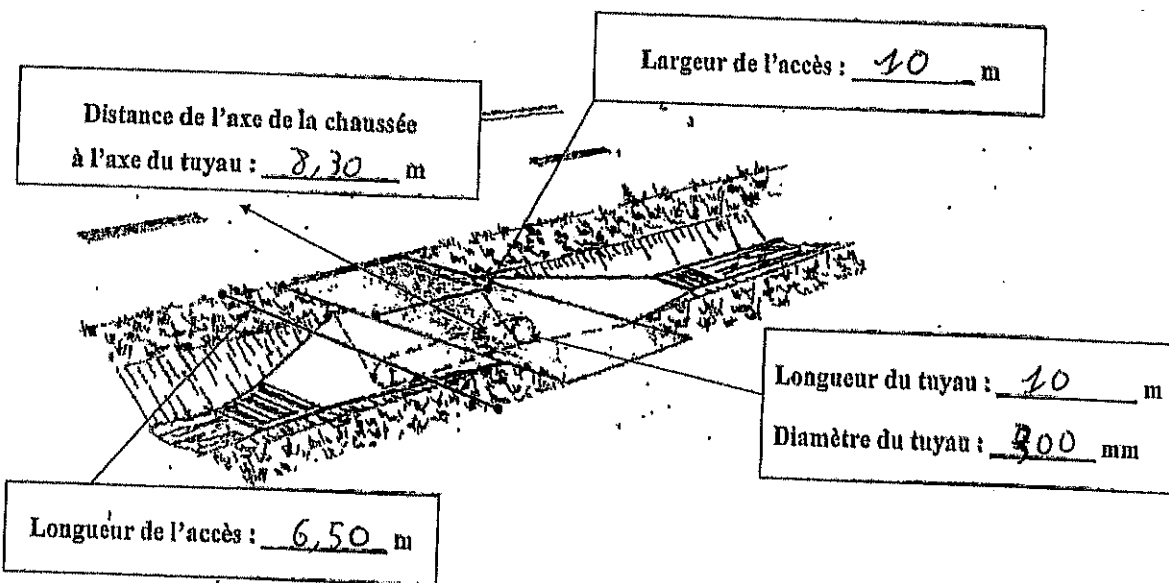 Largeur de l'accès : 10 m
Distance de l'axe de la chaussée
à l'axe du tuyau : 8,30 m
Longueur du tuyau : 10 m
Diamètre du tuyau : mm
Longueur de l'accès : 6,50 m